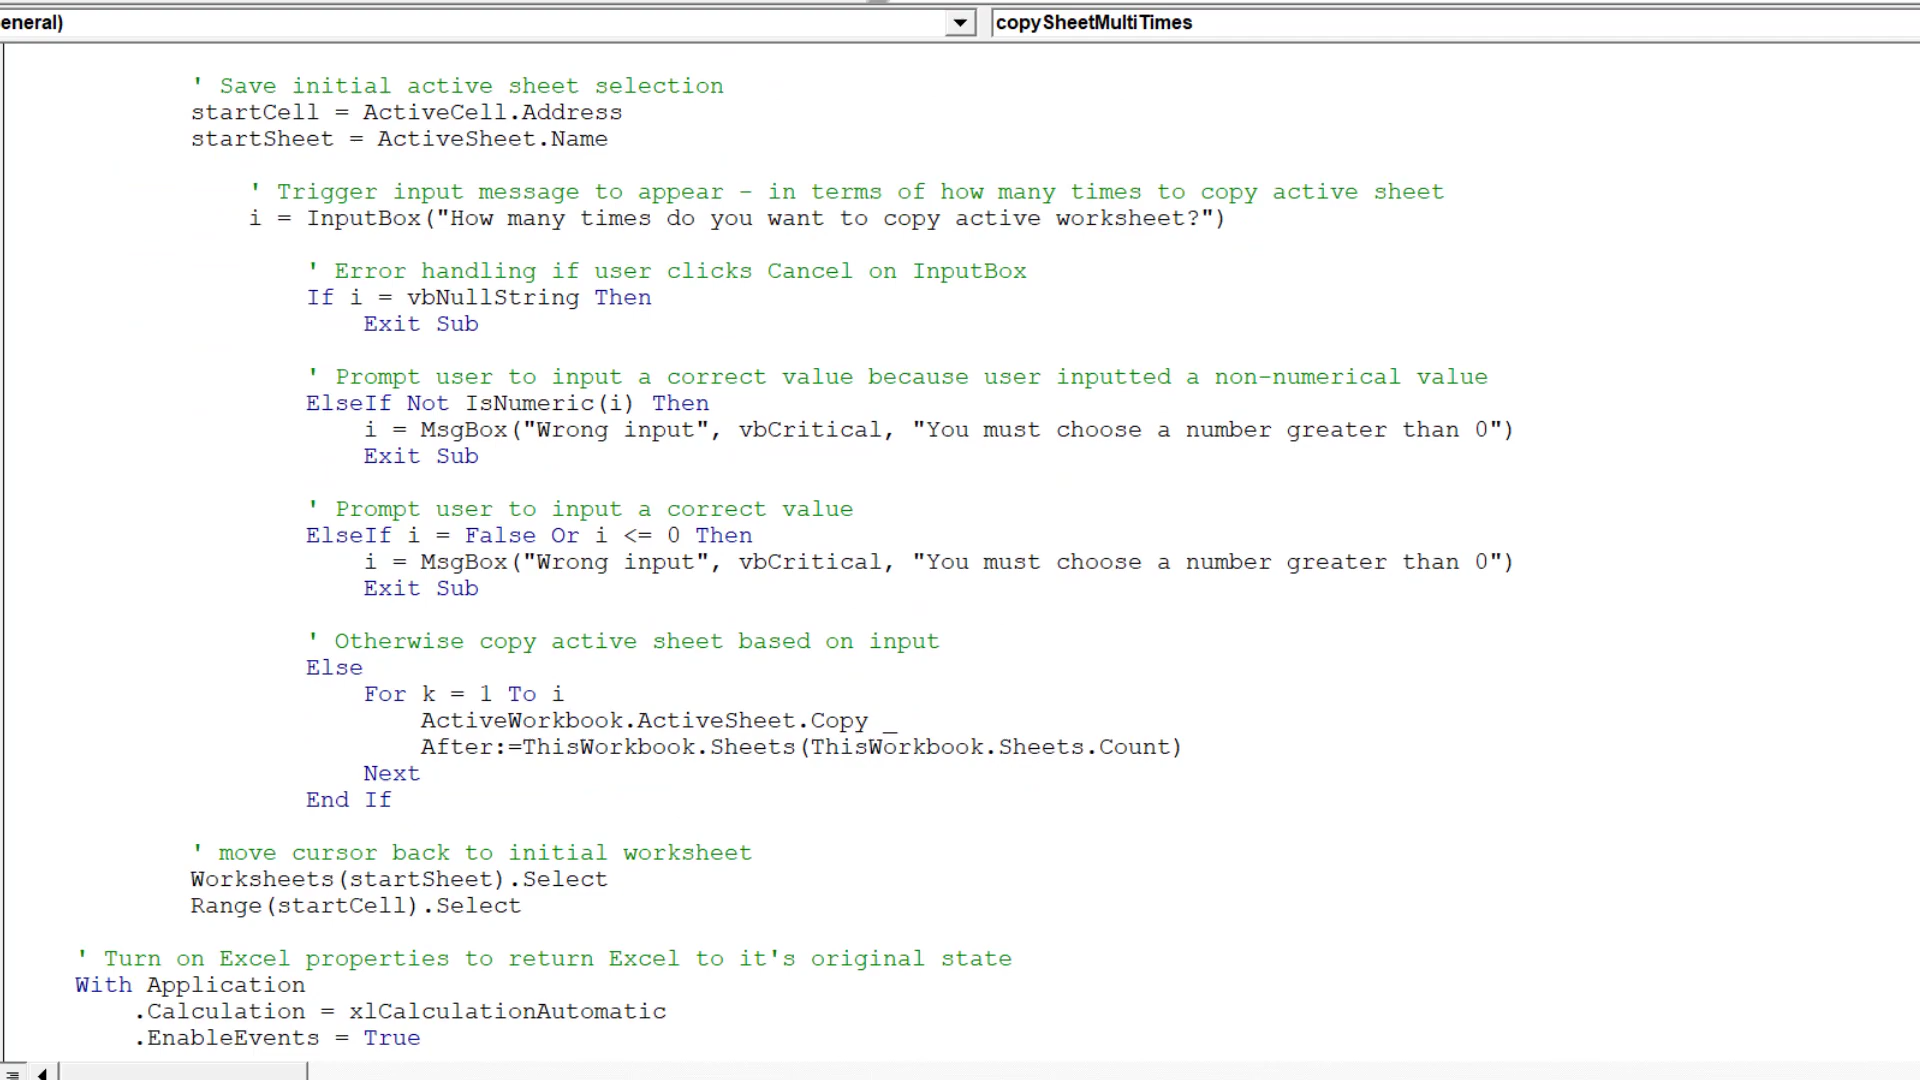 eneral)
copySheetMultiTimes
' Save initial active sheet selection
startCell = ActiveCell.Address
startSheet = ActiveSheet.Name
' Trigger input message to appear - in terms of how many times to copy active sheet
i = InputBox("How many times do you want to copy active worksheet?")
' Error handling if user clicks Cancel on InputBox
If i = vbNullString Then
Exit Sub
' Prompt user to input a correct value because user inputted a non-numerical value
ElseIf Not IsNumeric(i) Then
i = MsgBox("Wrong input", vbCritical, "You must choose a number greater than 0")
Exit Sub
' Prompt user to input a correct value
ElseIf i = False Or i <= 0 Then
i = MsgBox("Wrong input", vbCritical, "You must choose a number greater than 0")
Exit Sub
' Otherwise copy active sheet based on input
Else
For k = 1 To i
ActiveWorkbook.ActiveSheet.Copy _
After:=ThisWorkbook.Sheets(ThisWorkbook.Sheets.Count)
Next
End If
' move cursor back to initial worksheet
Worksheets(startSheet).Select
Range(startCell).Select
' Turn on Excel properties to return Excel to it's original state
With Application
.Calculation = xlCalculationAutomatic
.EnableEvents = True